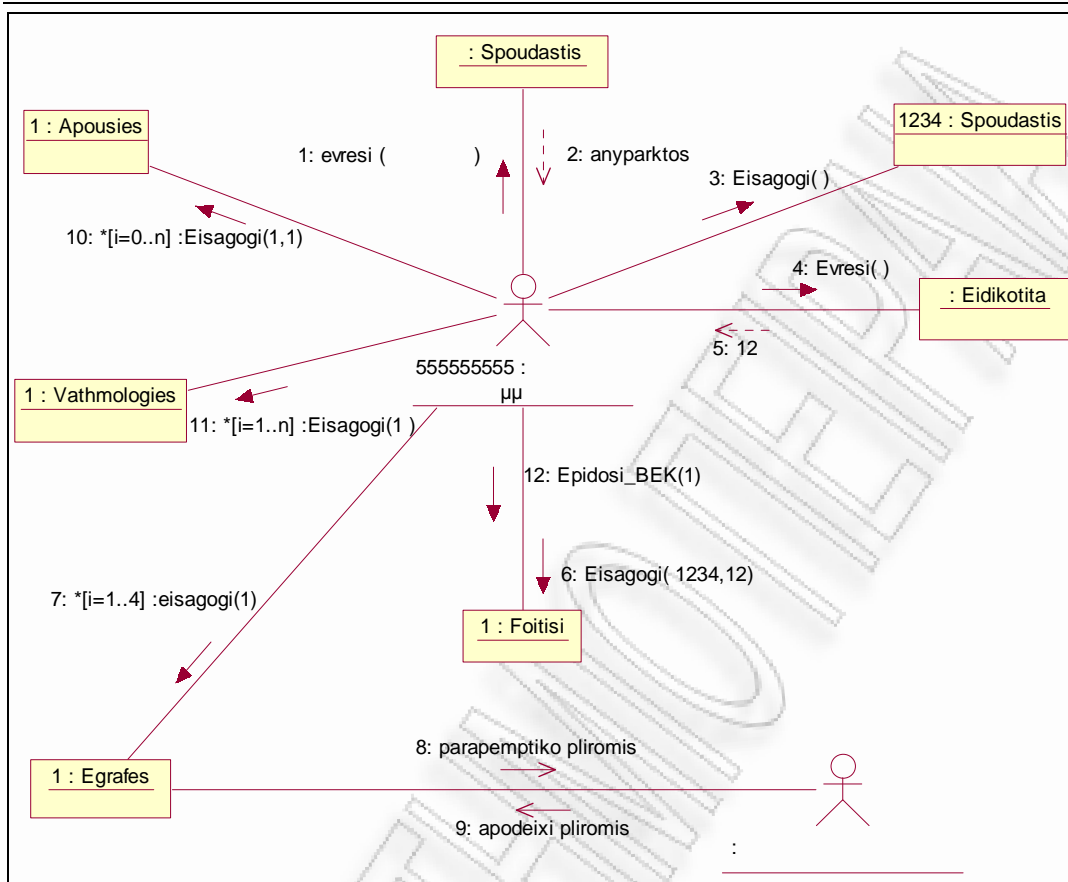 : Spoudastis
1 : Apousies
1234 : Spoudastis
1: evresi ( )
2: anyparktos
3: Eisagogi( )
10: *[i=0..n] :Eisagogi(1,1)
4: Evresi( )
: Eidikotita
5: 12
555555555 :
µµ
1 : Vathmologies
11: *[i=1..n] :Eisagogi(1 )
12: Epidosi_BEK(1)
6: Eisagogi( 1234,12)
7: *[i=1..4] :eisagogi(1)
1 : Foitisi
8: parapemptiko pliromis
1 : Egrafes
9: apodeixi pliromis
: